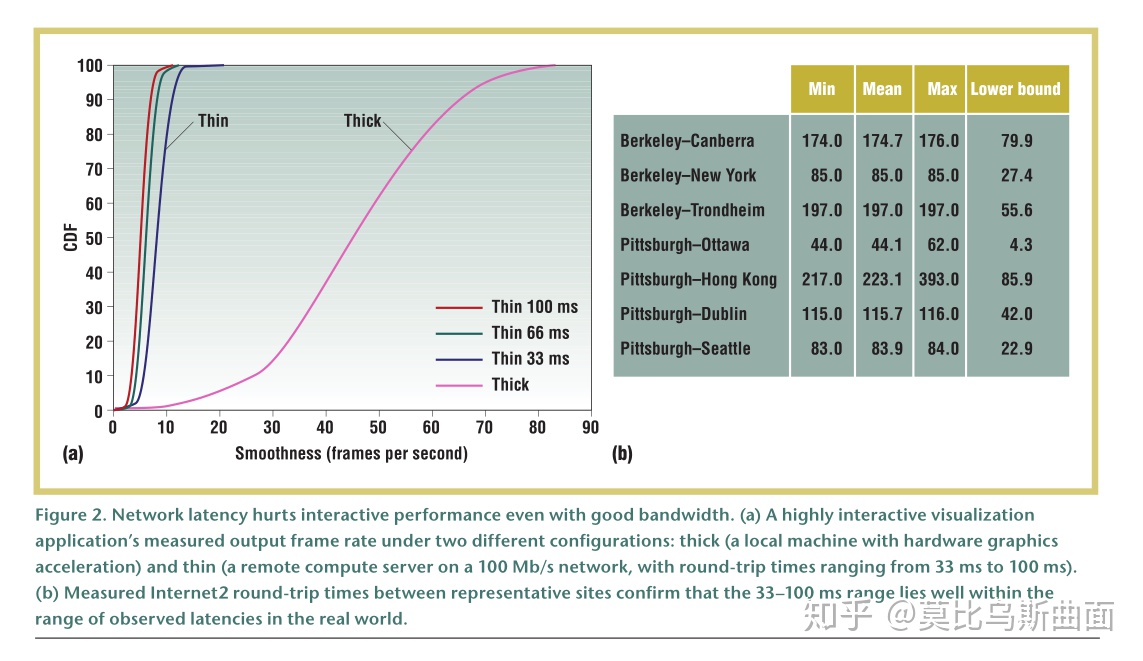 100
90
80
70
60
50
40
30
20
10
0
CDF
Thin
Thick
Thin 100 ms
Thin 66 ms
Thin 33 ms
Thick
0 10 20 30 40 50 60 70 80 90
Smoothness (frames per second)
(a)
Min Mean Max Lower bound
Berkeley–Canberra 174.0 174.7 176.0 79.9
Berkeley–New York 85.0 85.0 85.0 27.4
Berkeley–Trondheim 197.0 197.0 197.0 55.6
Pittsburgh–Ottawa 44.0 44.1 62.0 4.3
Pittsburgh–Hong Kong 217.0 223.1 393.0 85.9
Pittsburgh–Dublin 115.0 115.7 116.0 42.0
Pittsburgh–Seattle 83.0 83.9 84.0 22.9
(b)
Figure 2. Network latency hurts interactive performance even with good bandwidth. (a) A highly interactive visualization
application's measured output frame rate under two different configurations: thick (a local machine with hardware graphics
acceleration) and thin (a remote compute server on a 100 Mb/s network, with round-trip times ranging from 33 ms to 100 ms).
(b) Measured Internet2 round-trip times between representative sites confirm that the 33–100 ms range lies well within the
range of observed latencies in the real world.
知乎 @莫比乌斯曲面